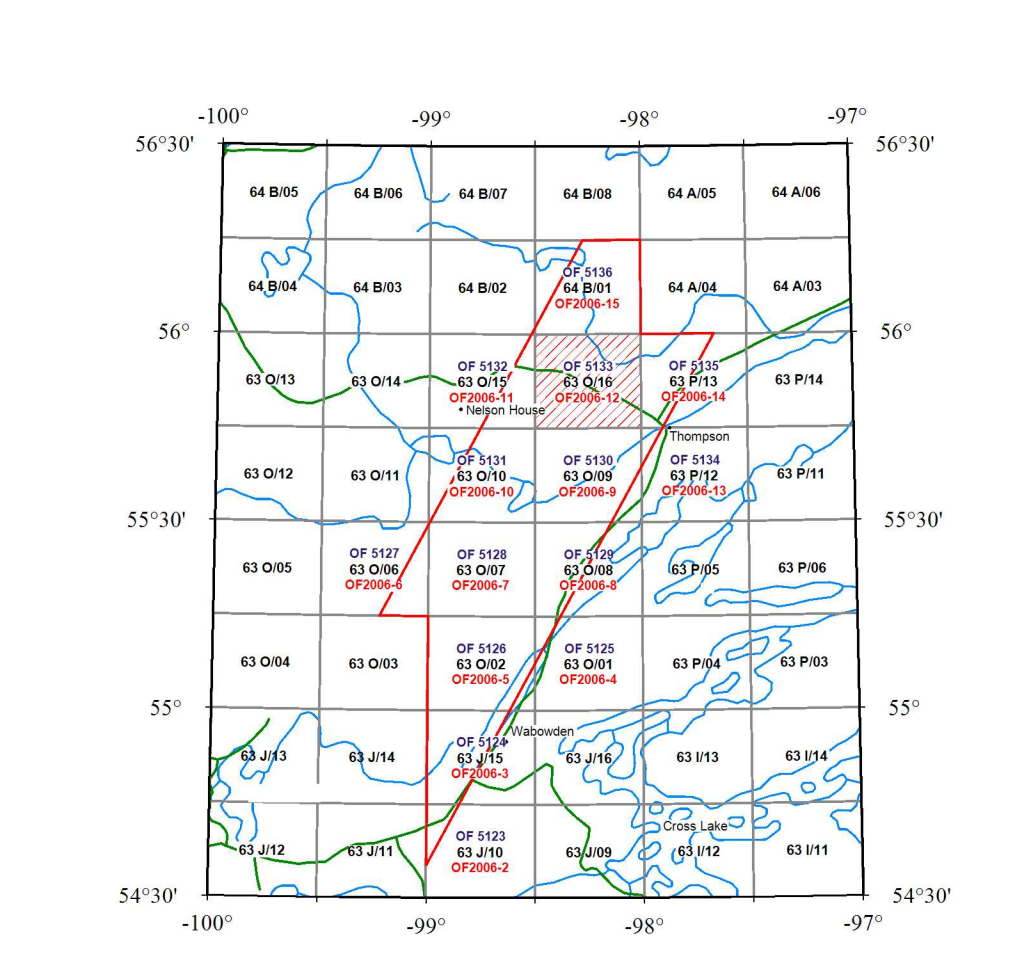 -100° -99° -98° -97°
56°30' 56°30'
64 B/05 64 B/06 64 B/07 64 B/08 64 A/05 64 A/06
OF 5136
64 B/04 64 B/03 64 B/02 64 B/01 64 A/04 64 A/03
OF2006-15
56° 56°
OF 5132 OF 5133 OF 5135
63 O/13 63 O/14 63 O/15 63 O/16 63 P/13 63 P/14
OF2006-11 OF2006-12 OF2006-14
Nelson House
Thompson
OF 5131 OF 5130 OF 5134
63 O/12 63 O/11 63 O/10 63 O/09 63 P/12 63 P/11
OF2006-10 OF2006-9 OF2006-13
55°30' 55°30'
OF 5127 OF 5128 OF 5129
63 O/05 63 O/06 63 O/07 63 O/08 63 P/05 63 P/06
OF2006-6 OF2006-7 OF2006-8
OF 5126 OF 5125
63 O/04 63 O/03 63 O/02 63 O/01 63 P/04 63 P/03
OF2006-5 OF2006-4
55° 55°
Wabowden
OF 5124
63 J/13 63 J/14 63 J/15 63 J/16 63 I/13 63 I/14
OF2006-3
Cross Lake
OF 5123
63 J/12 63 J/11 63 J/10 63 J/09 63 I/12 63 I/11
OF2006-2
54°30' 54°30'
-100° -99° -98° -97°